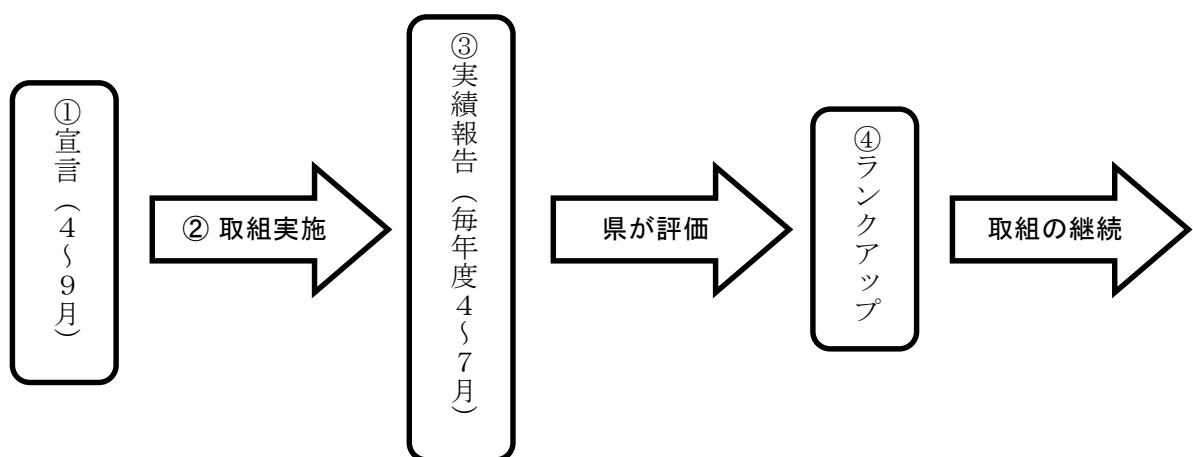 ①宣言（４～９月）
② 取組実施
③実績報告（毎年度４～７月）
県が評価
④ランクアップ
取組の継続